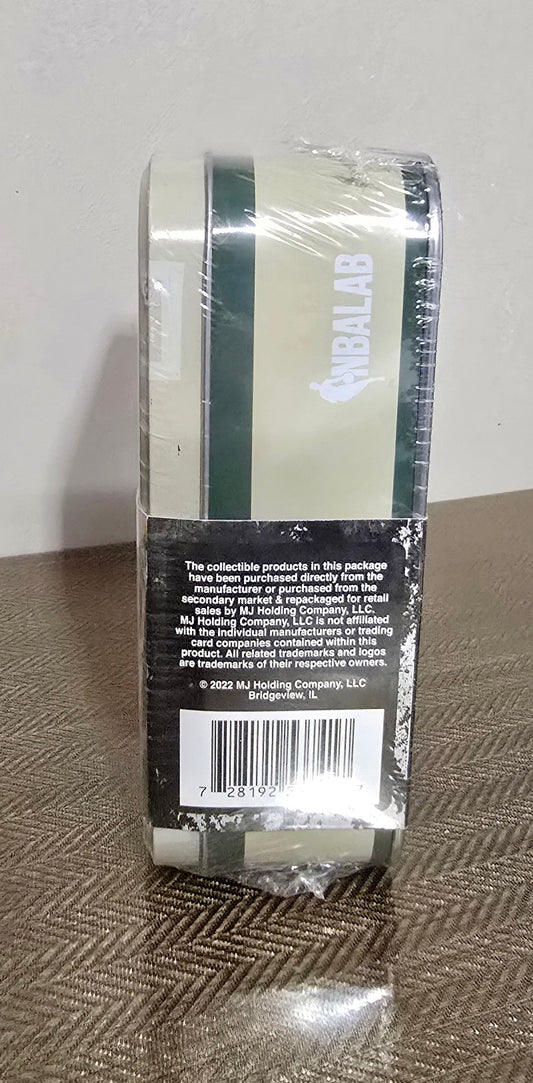 NBALAB
The collectible products in this package
have been purchased directly from the
manufacturer or purchased from the
secondary market & repackaged for retail
sales by MJ Holding Company, LLC.
MJ Holding Company, LLC is not affiliated
with the individual manufacturers or trading
card companies contained within this
product. All related trademarks and logos
are trademarks of their respective owners.
© 2022 MJ Holding Company, LLC
Bridgeview, IL
7 28192 7